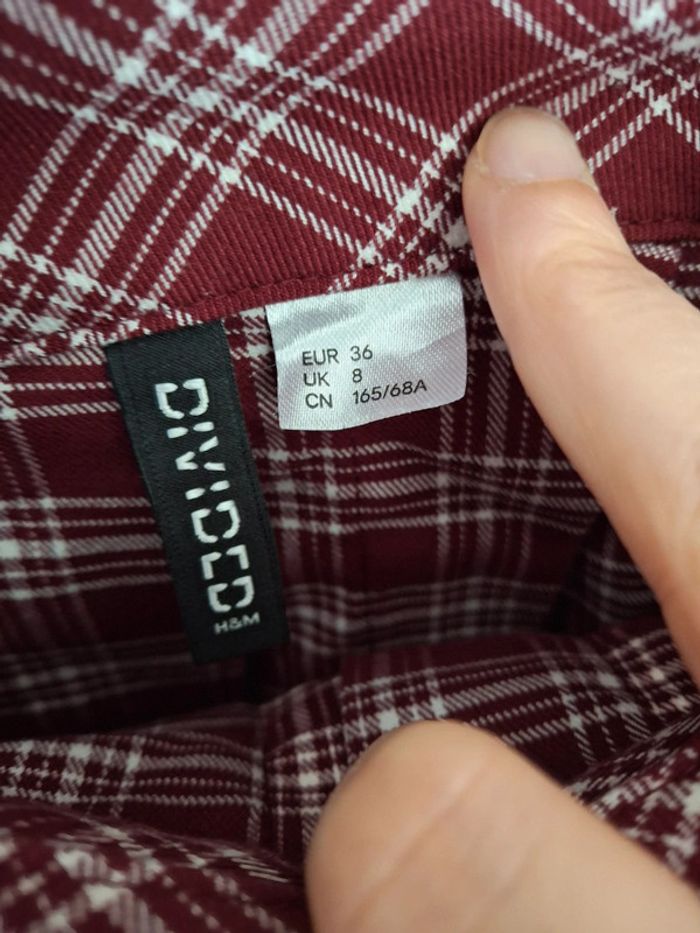 DIVIDED
H&M
EUR 36
UK 8
CN 165/68A